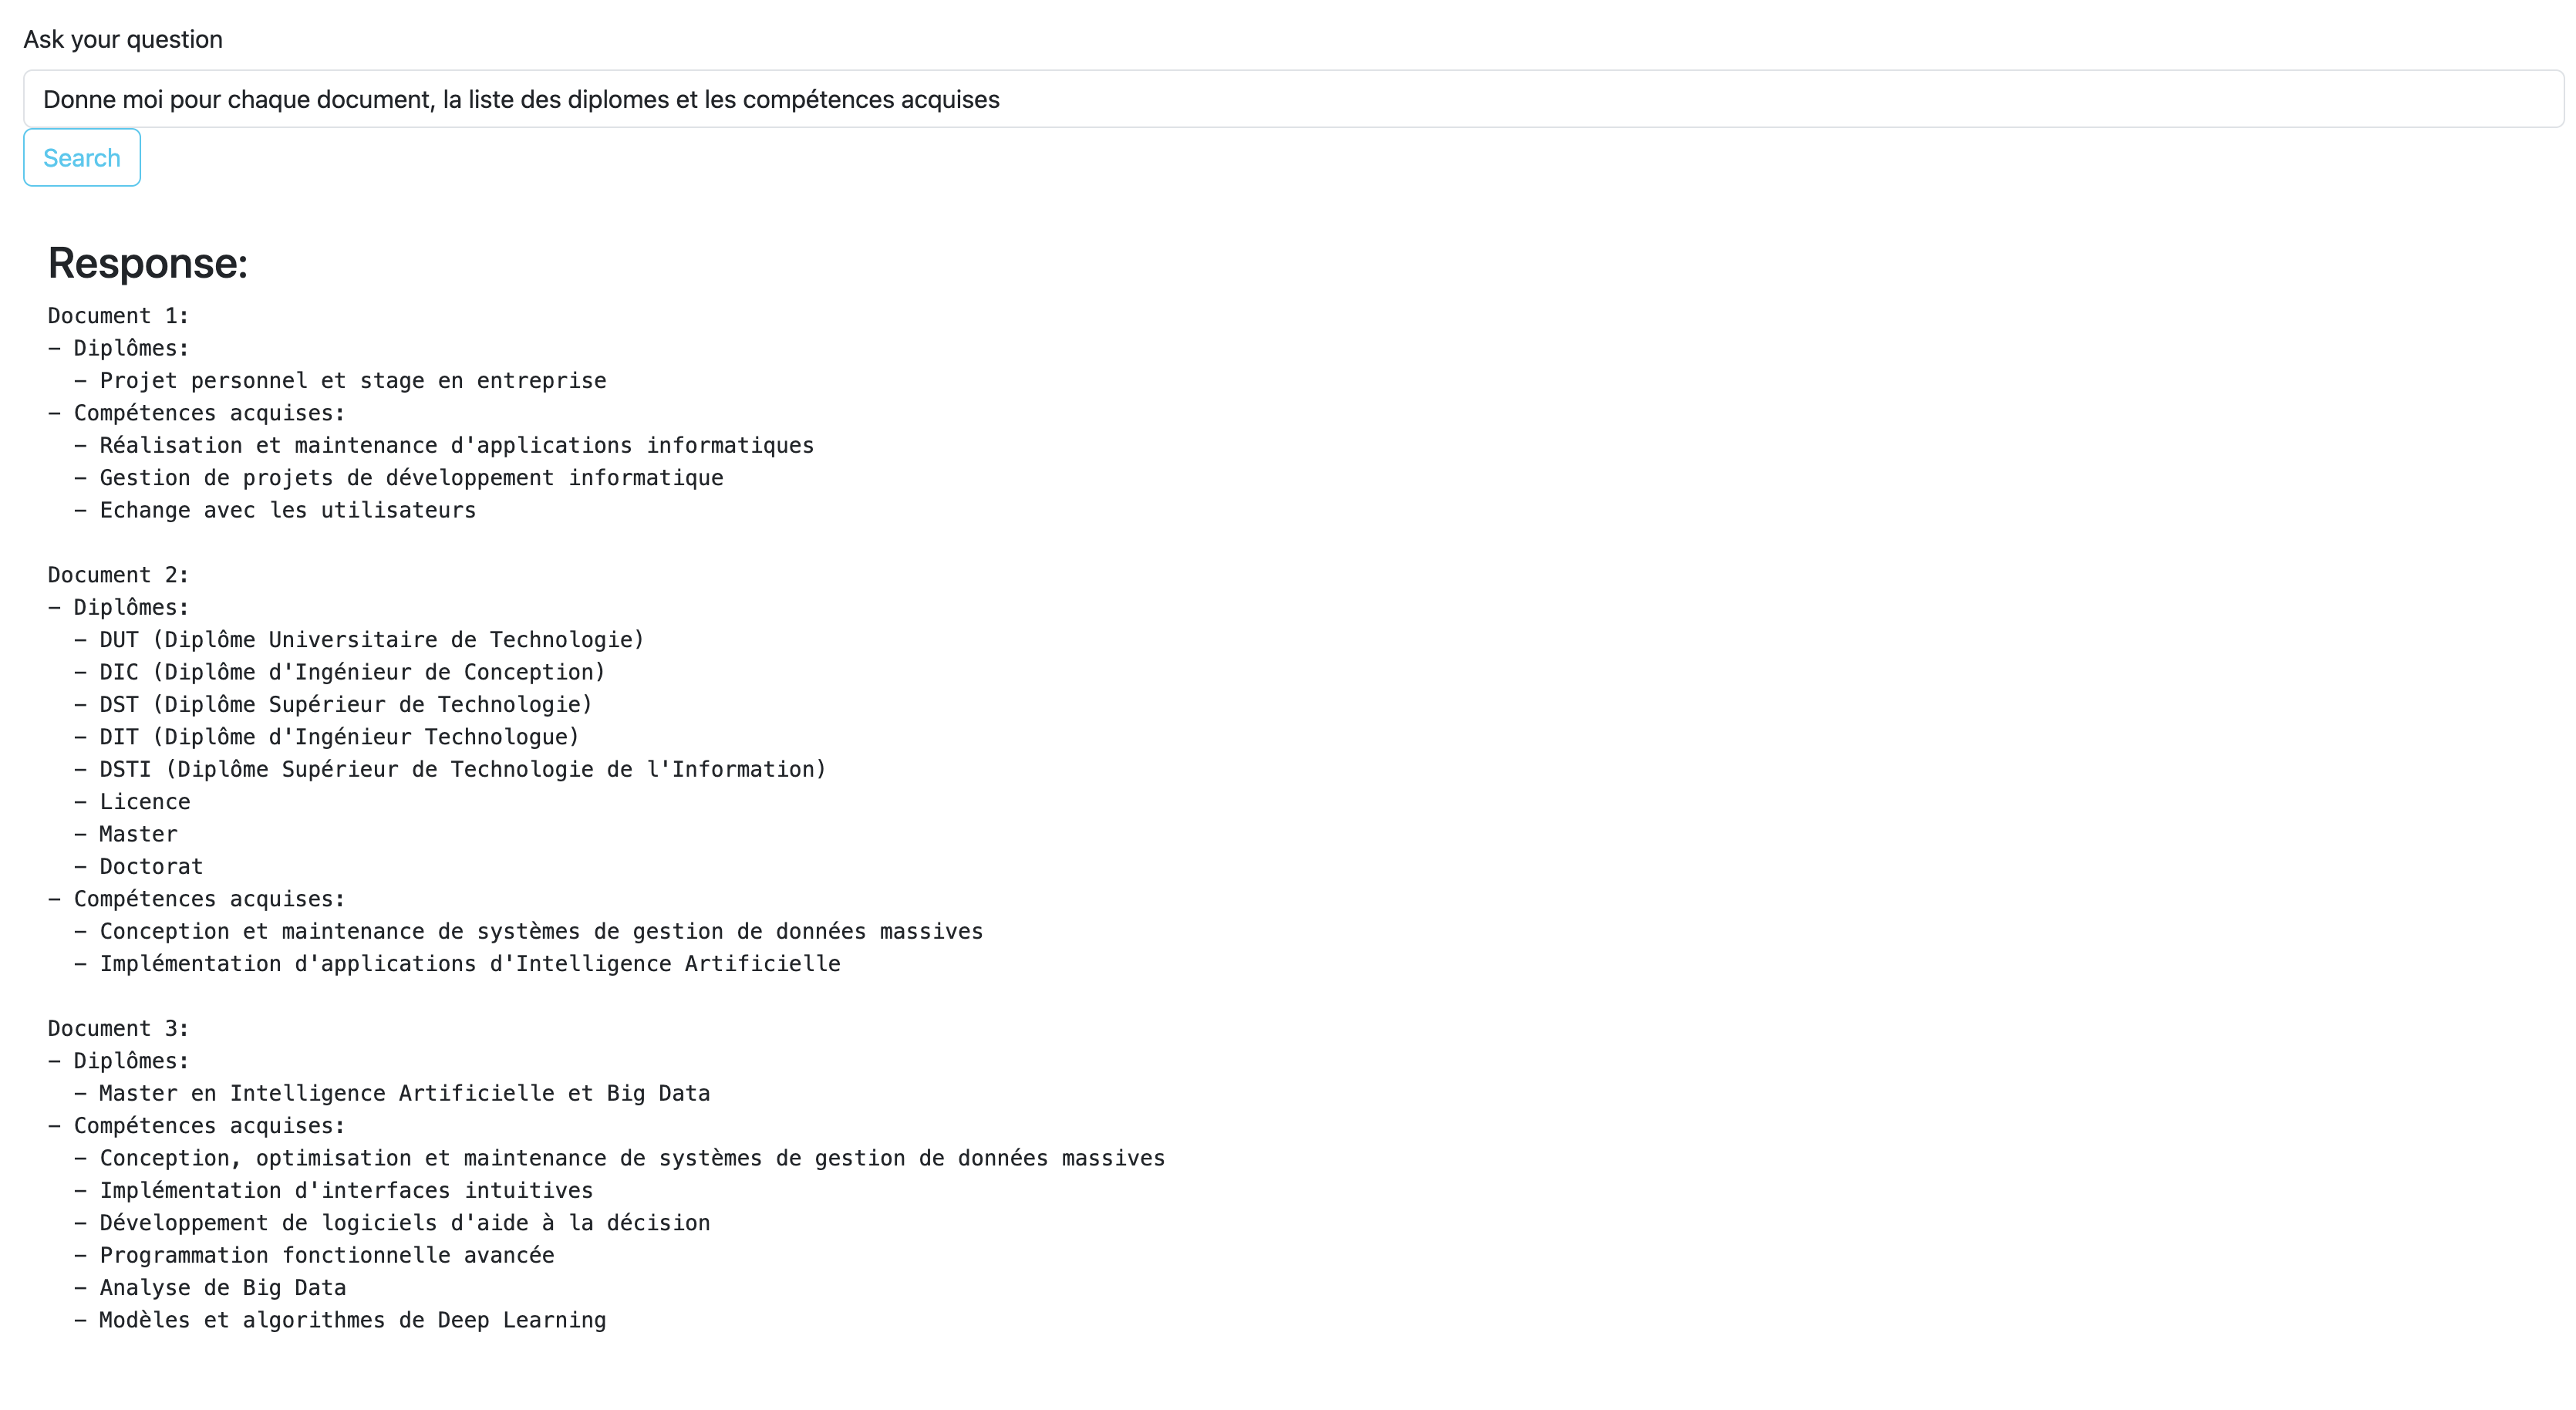 Ask your question
Donne moi pour chaque document, la liste des diplomes et les compétences acquises
Search
Response:
Document 1:
- Diplômes:
  - Projet personnel et stage en entreprise
- Compétences acquises:
  - Réalisation et maintenance d'applications informatiques
  - Gestion de projets de développement informatique
  - Echange avec les utilisateurs
Document 2:
- Diplômes:
  - DUT (Diplôme Universitaire de Technologie)
  - DIC (Diplôme d'Ingénieur de Conception)
  - DST (Diplôme Supérieur de Technologie)
  - DIT (Diplôme d'Ingénieur Technologue)
  - DSTI (Diplôme Supérieur de Technologie de l'Information)
  - Licence
  - Master
  - Doctorat
- Compétences acquises:
  - Conception et maintenance de systèmes de gestion de données massives
  - Implémentation d'applications d'Intelligence Artificielle
Document 3:
- Diplômes:
  - Master en Intelligence Artificielle et Big Data
- Compétences acquises:
  - Conception, optimisation et maintenance de systèmes de gestion de données massives
  - Implémentation d'interfaces intuitives
  - Développement de logiciels d'aide à la décision
  - Programmation fonctionnelle avancée
  - Analyse de Big Data
  - Modèles et algorithmes de Deep Learning